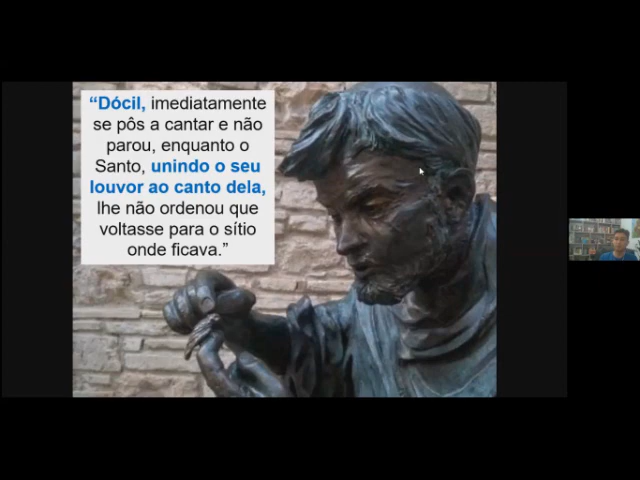 “Dócil, imediatamente
se pôs a cantar e não
parou, enquanto o
Santo, unindo o seu
louvor ao canto dela,
lhe não ordenou que
voltasse para o sítio
onde ficava.”